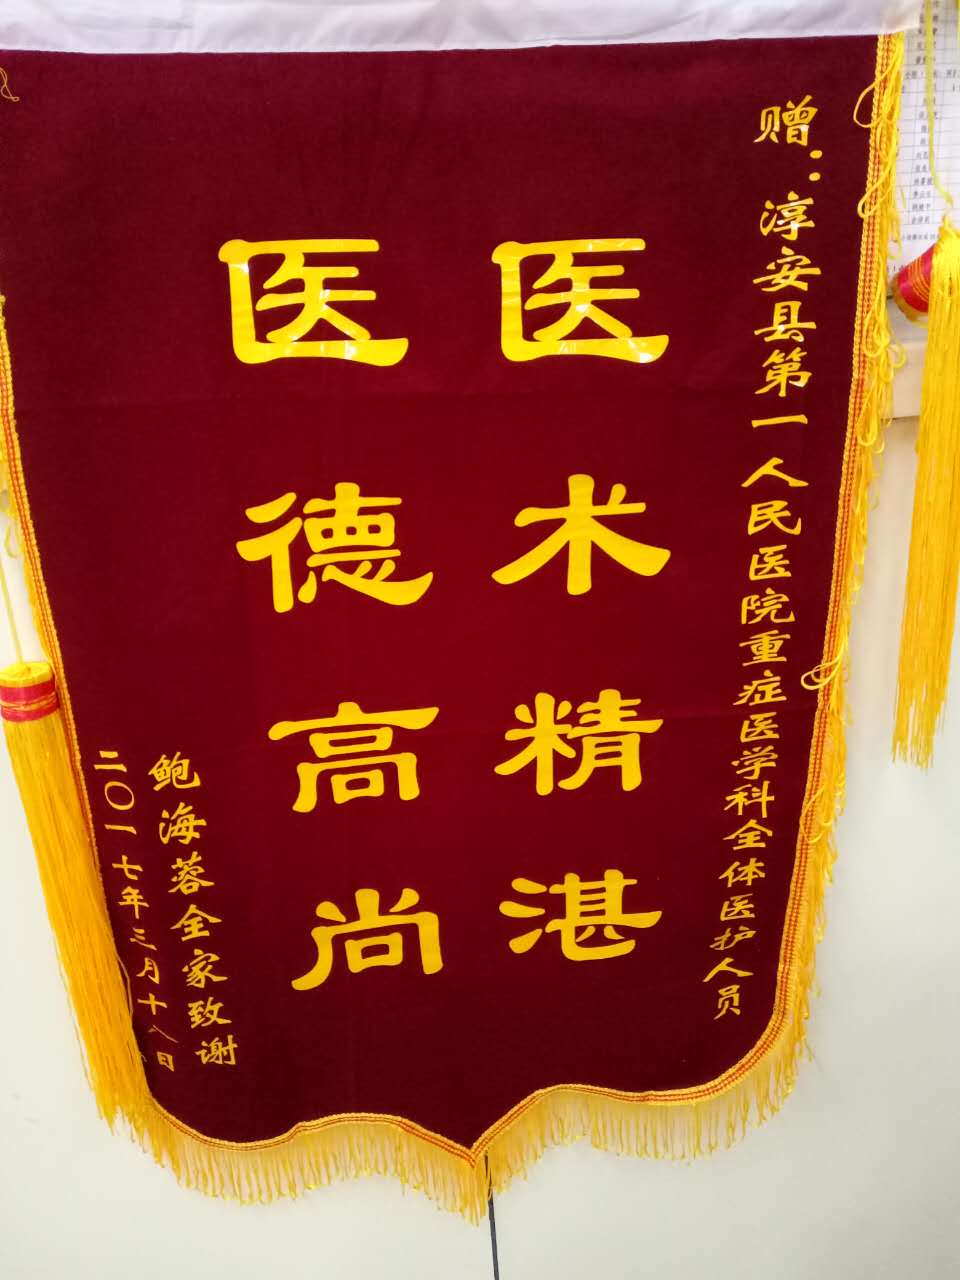 赠：淳安县第一人民医院重症医学科全体医护人员
医术精湛
医德高尚
鲍海蓉全家致谢
二〇一七年三月十八日